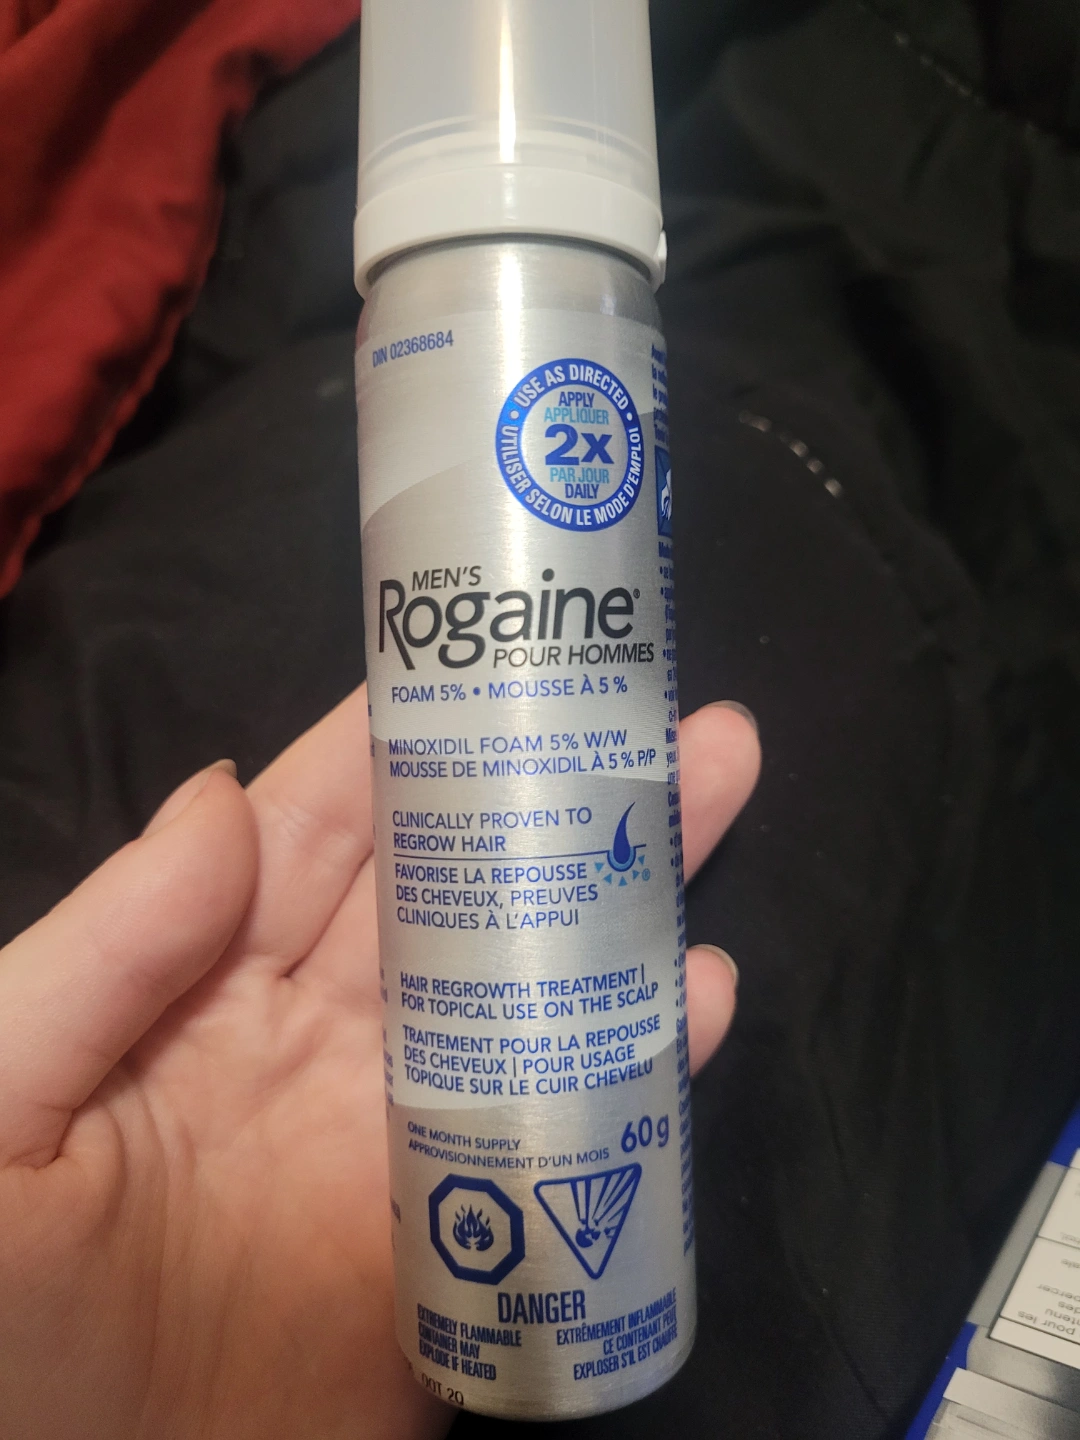 DIN 02368684
USE AS DIRECTED
APPLY
APPLIQUER
2x
PAR JOUR
DAILY
UTILISER SELON LE MODE D'EMPLOI
MEN'S
Rogaine®
POUR HOMMES
FOAM 5% • MOUSSE À 5 %
MINOXIDIL FOAM 5% W/W
MOUSSE DE MINOXIDIL À 5 % P/P
CLINICALLY PROVEN TO
REGROW HAIR
FAVORISE LA REPOUSSE
DES CHEVEUX, PREUVES
CLINIQUES À L'APPUI
HAIR REGROWTH TREATMENT |
FOR TOPICAL USE ON THE SCALP
TRAITEMENT POUR LA REPOUSSE
DES CHEVEUX | POUR USAGE
TOPIQUE SUR LE CUIR CHEVELU
ONE MONTH SUPPLY
APPROVISIONNEMENT D'UN MOIS 60 g
DANGER
EXTREMELY FLAMMABLE
CONTAINER MAY
EXPLODE IF HEATED
EXTRÊMEMENT INFLAMMABLE
CE CONTENANT PEUT
EXPLOSER S'IL EST CHAUFFÉ
pour les